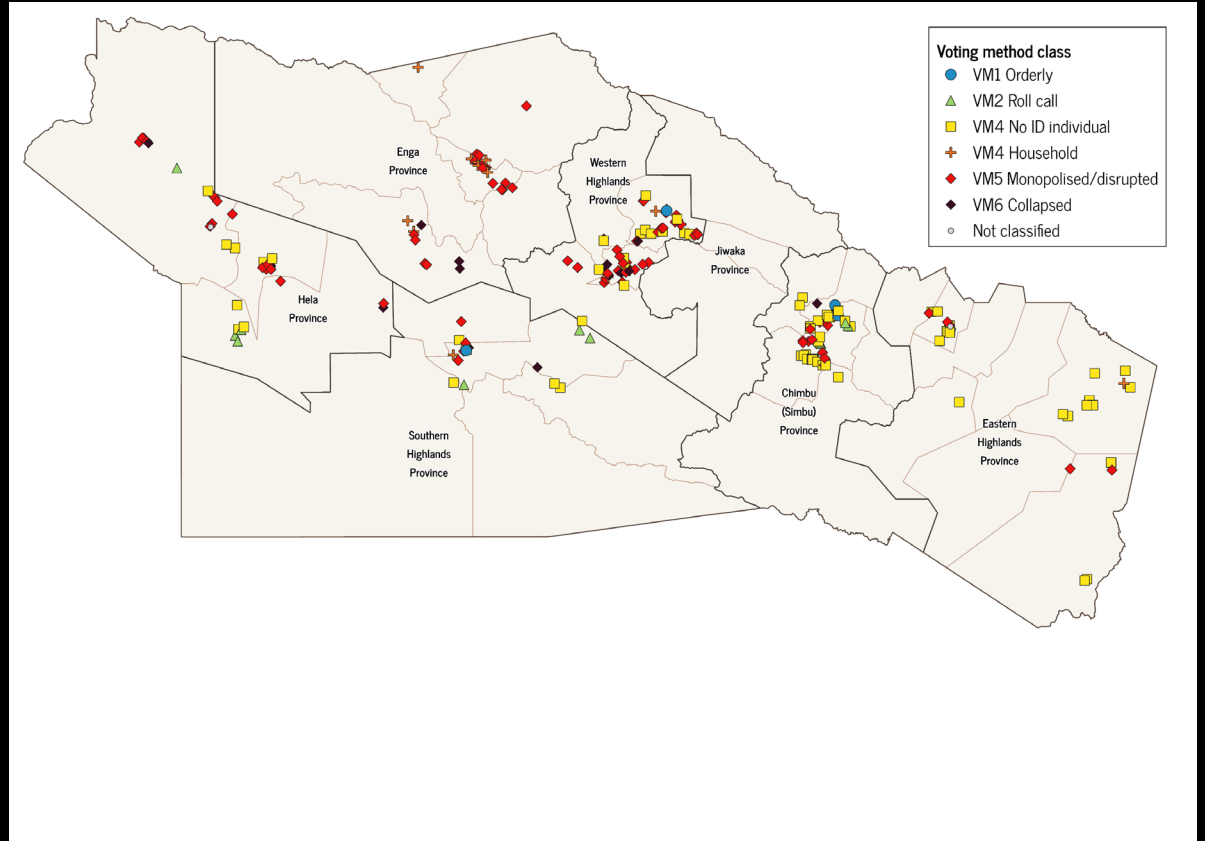 Voting method class
VM1 Orderly
VM2 Roll call
VM4 No ID individual
VM4 Household
VM5 Monopolised/disrupted
VM6 Collapsed
Not classified
Enga
Province
Western
Highlands
Province
Jiwaka
Province
Hela
Province
Chimbu
(Simbu)
Province
Southern
Highlands
Province
Eastern
Highlands
Province